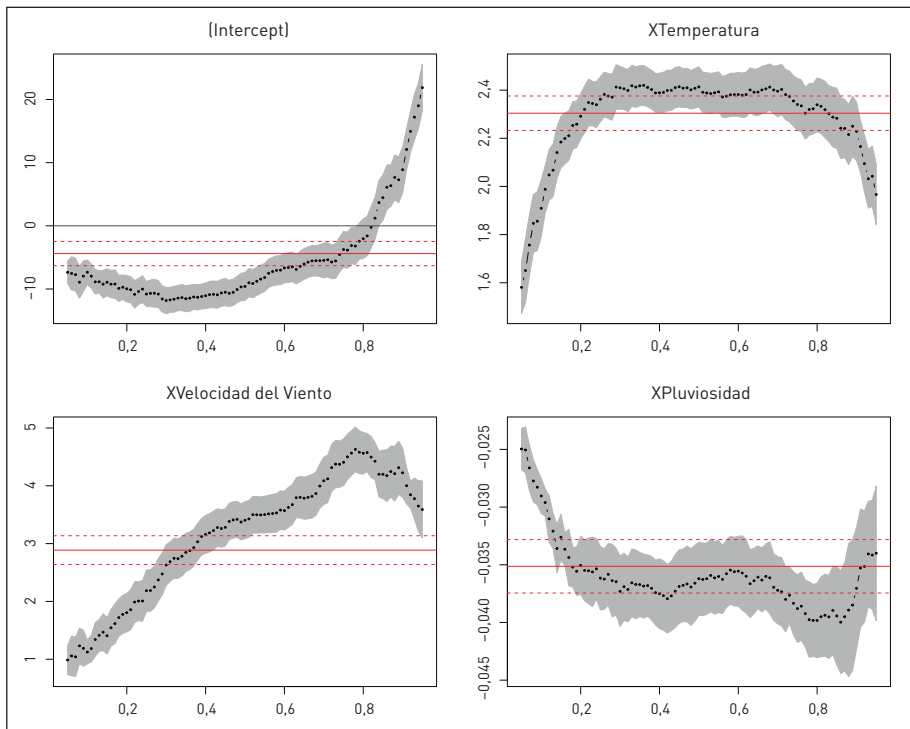 (Intercept)
20
10
0
−10
0,2 0,4 0,6 0,8
XTemperatura
2,4
2,2
2,0
1,8
1,6
0,2 0,4 0,6 0,8
XVelocidad del Viento
5
4
3
2
1
0,2 0,4 0,6 0,8
XPluviosidad
−0,025
−0,030
−0,035
−0,040
−0,045
0,2 0,4 0,6 0,8